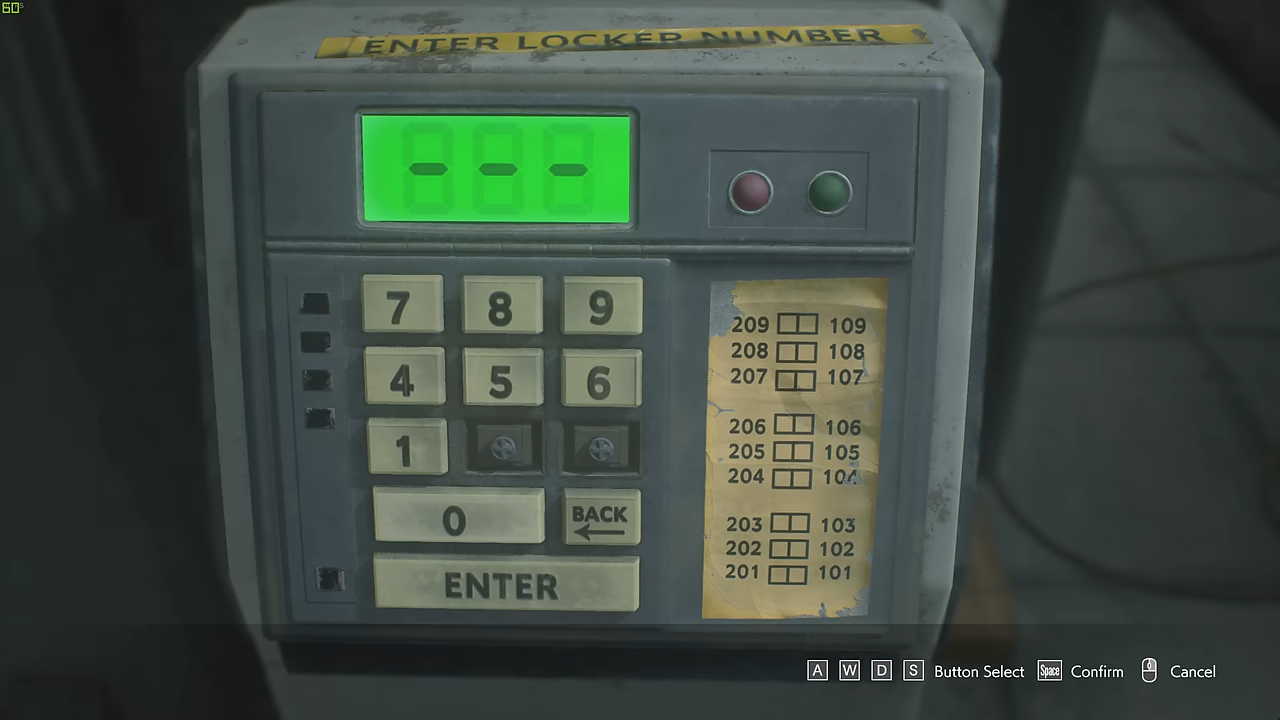 60
ENTER LOCKER NUMBER
- - -
7 8 9
4 5 6
1
0 BACK
ENTER
209 109
208 108
207 107
206 106
205 105
204 104
203 103
202 102
201 101
A W D S Button Select Space Confirm Cancel